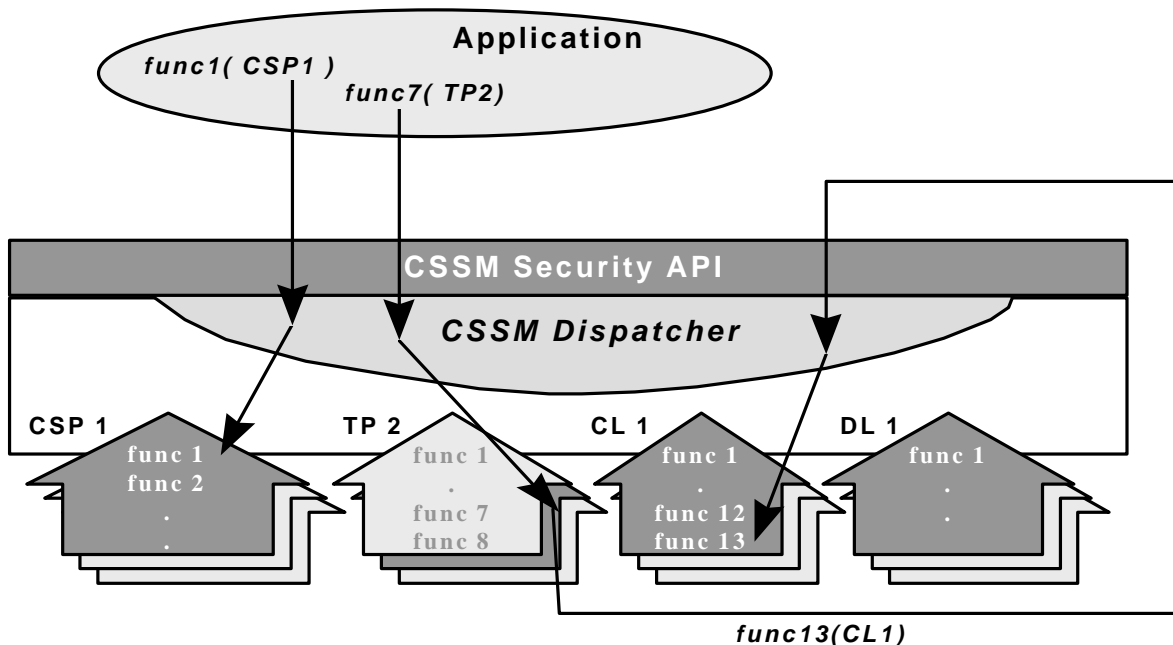 Application
func1( CSP1 )
func7( TP2)
CSSM Security API
CSSM Dispatcher
CSP 1
func 1
func 2
.
.
TP 2
func 1
.
func 7
func 8
CL 1
func 1
.
func 12
func 13
DL 1
func 1
.
.
func13(CL1)